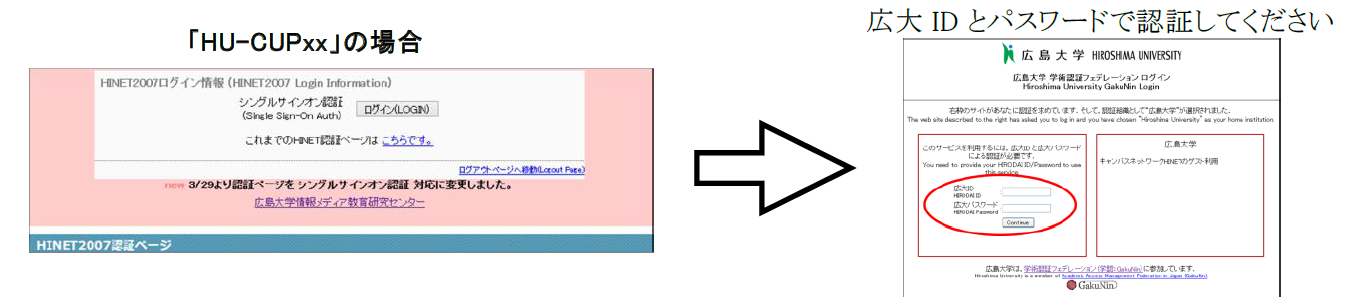 「HU-CUPxx」の場合
HINET2007ログイン情報 (HINET2007 Login Information)
シングルサインオン認証
(Single Sign-On Auth)
ログイン(LOGIN)
これまでのHINET認証ページは こちらです。
ログアウトページへ移動(Logout Page)
new 3/29より認証ページを シングルサインオン認証 対応に変更しました。
広島大学情報メディア教育研究センター
HINET2007認証ページ
広大 ID とパスワードで認証してください
広島大学 HIROSHIMA UNIVERSITY
広島大学 学術認証フェデレーション ログイン
Hiroshima University GakuNin Login
右枠のサイトがあなたに認証を求めています. そして, 認証組織として"広島大学"が選択されました.
The web site described to the right has asked you to log in and you have chosen "Hiroshima University" as your home institution.
このサービスを利用するには, 広大IDと広大パスワード
による認証が必要です.
You need to provide your HIRODAI ID/Password to use
this service.
広大ID
HIRODAI ID
広大パスワード
HIRODAI Password
Continue
広島大学
キャンパスネットワークHINETのゲスト利用
広島大学は, 学術認証フェデレーション(学認: GakuNin)に参加しています.
Hiroshima University is a member of Academic Access Management Federation in Japan (GakuNin)
GakuNin